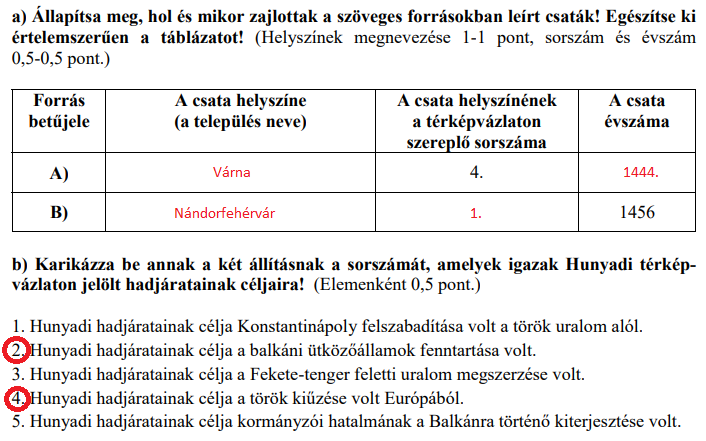 a) Állapítsa meg, hol és mikor zajlottak a szöveges forrásokban leírt csaták! Egészítse ki
értelemszerűen a táblázatot! (Helyszínek megnevezése 1-1 pont, sorszám és évszám
0,5-0,5 pont.)
Forrás betűjele | A csata helyszíne (a település neve) | A csata helyszínének a térképvázlaton szereplő sorszáma | A csata évszáma
A) Várna 4. 1444.
B) Nándorfehérvár 1. 1456
b) Karikázza be annak a két állításnak a sorszámát, amelyek igazak Hunyadi térkép-
vázlaton jelölt hadjáratainak céljaira! (Elemenként 0,5 pont.)
1. Hunyadi hadjáratainak célja Konstantinápoly felszabadítása volt a török uralom alól.
2. Hunyadi hadjáratainak célja a balkáni ütközőállamok fenntartása volt.
3. Hunyadi hadjáratainak célja a Fekete-tenger feletti uralom megszerzése volt.
4. Hunyadi hadjáratainak célja a török kiűzése volt Európából.
5. Hunyadi hadjáratainak célja kormányzói hatalmának a Balkánra történő kiterjesztése volt.